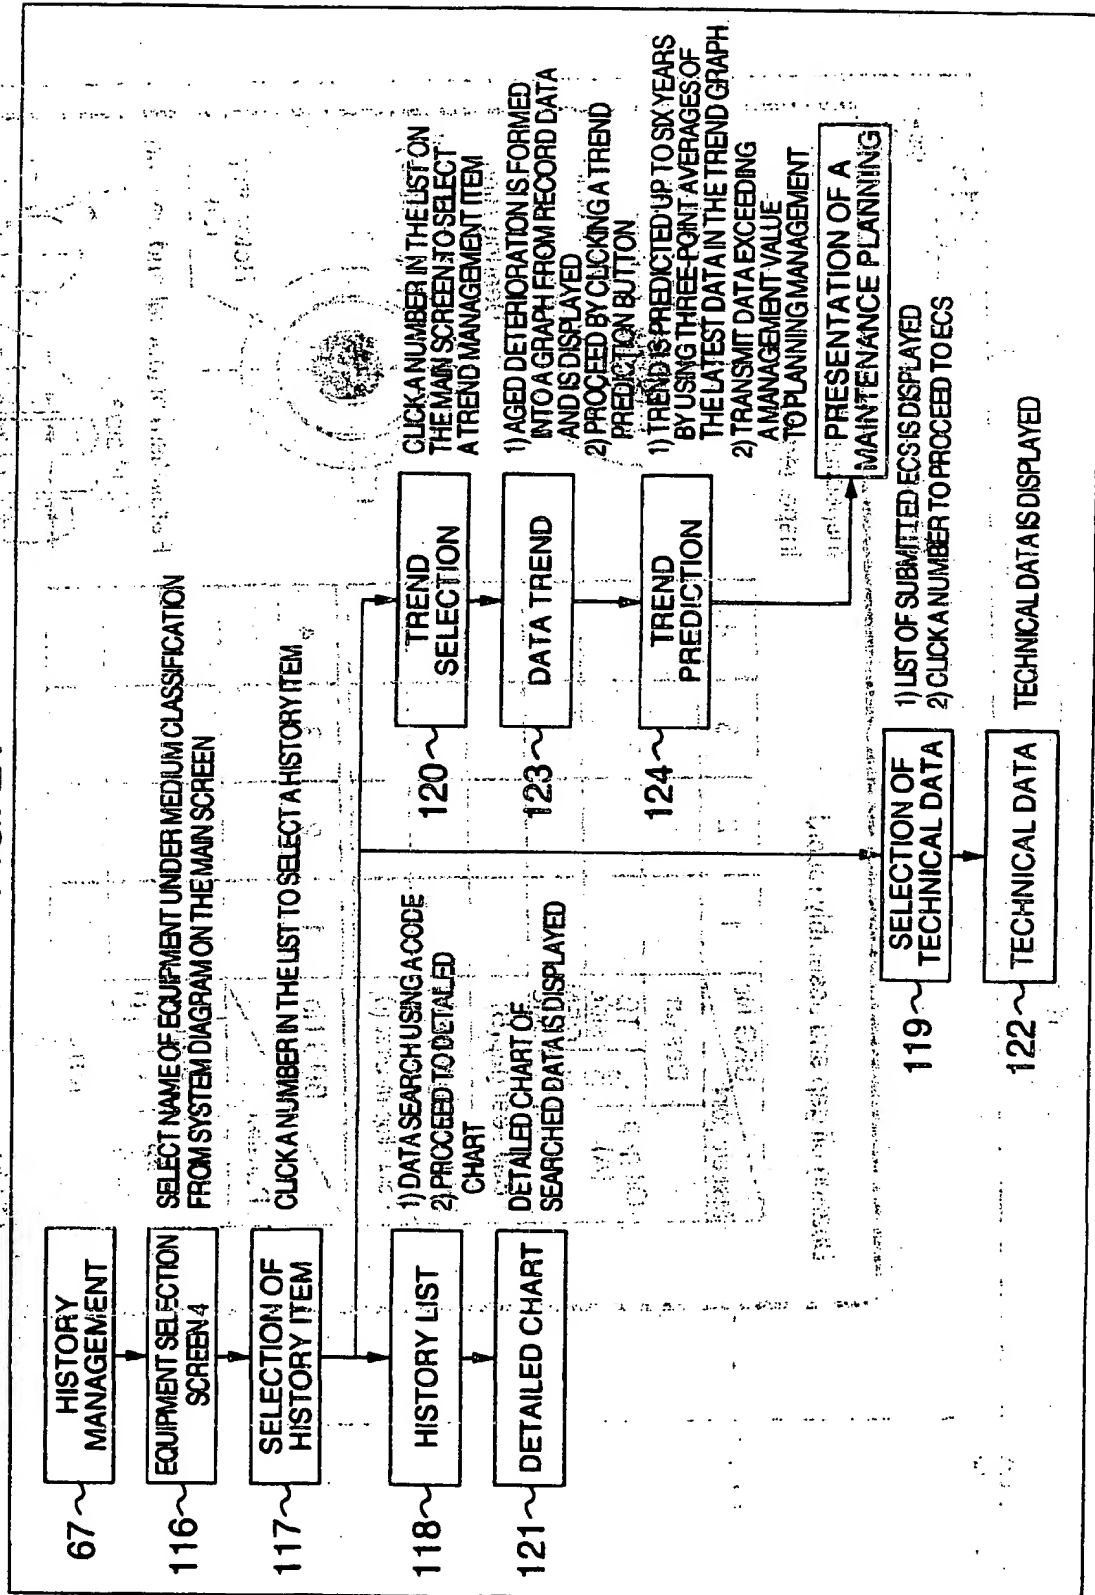 67
HISTORY
MANAGEMENT
116
EQUIPMENT SELECTION
SCREEN 4
SELECT NAME OF EQUIPMENT UNDER MEDIUM CLASSIFICATION
FROM SYSTEM DIAGRAM ON THE MAIN SCREEN
117
SELECTION OF
HISTORY ITEM
CLICK A NUMBER IN THE LIST TO SELECT A HISTORY ITEM
118
HISTORY LIST
1) DATA SEARCH USING A CODE
2) PROCEED TO DETAILED
CHART
121
DETAILED CHART
DETAILED CHART OF
SEARCHED DATA IS DISPLAYED
120
TREND
SELECTION
CLICK A NUMBER IN THE LIST ON
THE MAIN SCREEN TO SELECT
A TREND MANAGEMENT ITEM
123
DATA TREND
1) AGED DETERIORATION IS FORMED
INTO A GRAPH FROM RECORD DATA
AND IS DISPLAYED
2) PROCEED BY CLICKING A TREND
PREDICTION BUTTON
124
TREND
PREDICTION
1) TREND IS PREDICTED UP TO SIX YEARS
BY USING THREE-POINT AVERAGES OF
THE LATEST DATA IN THE TREND GRAPH
2) TRANSMIT DATA EXCEEDING
A MANAGEMENT VALUE
TO PLANNING MANAGEMENT
PRESENTATION OF A
MAINTENANCE PLANNING
119
SELECTION OF
TECHNICAL DATA
1) LIST OF SUBMITTED ECS IS DISPLAYED
2) CLICK A NUMBER TO PROCEED TO ECS
122
TECHNICAL DATA
TECHNICAL DATA IS DISPLAYED